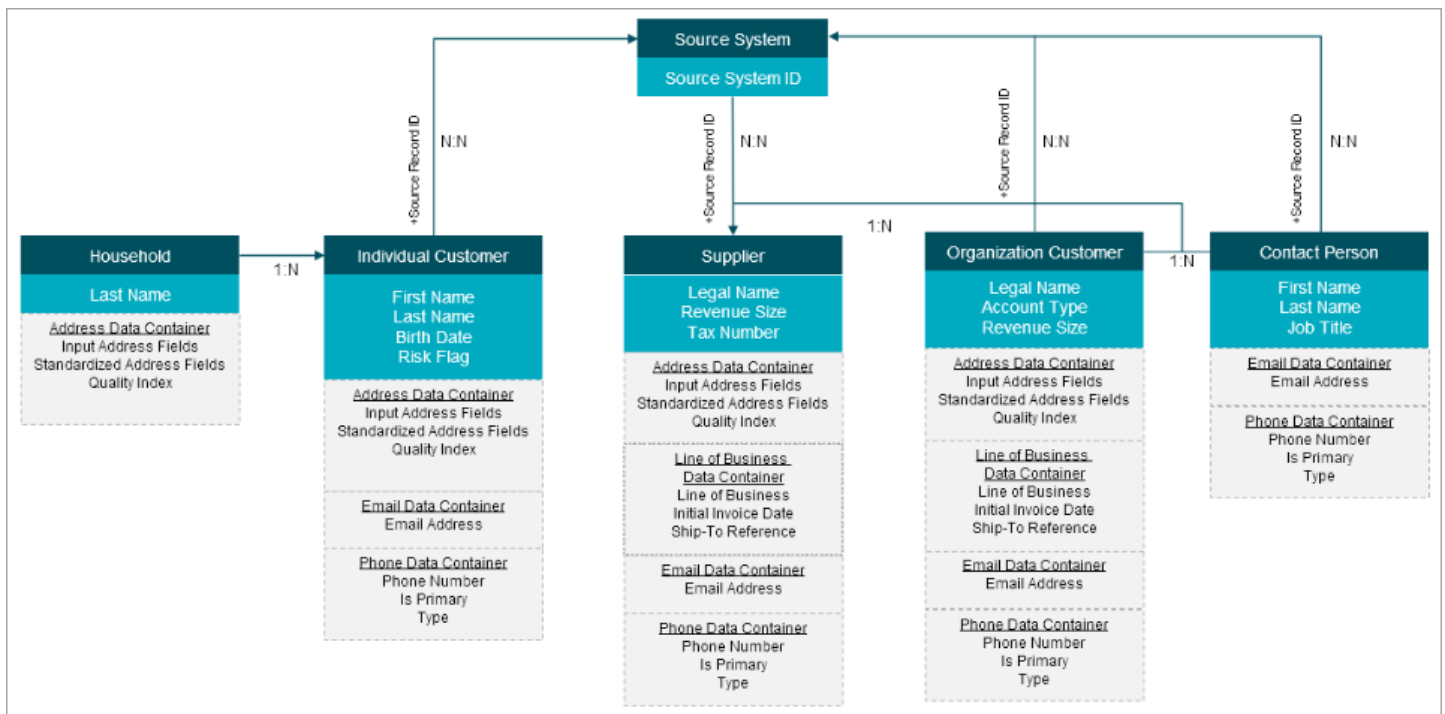 Source System
Source System ID
+Source Record ID
N:N
+Source Record ID
N:N
+Source Record ID
N:N
+Source Record ID
N:N
1:N
1:N
1:N
Household
Last Name
Address Data Container
Input Address Fields
Standardized Address Fields
Quality Index
Individual Customer
First Name
Last Name
Birth Date
Risk Flag
Address Data Container
Input Address Fields
Standardized Address Fields
Quality Index
Email Data Container
Email Address
Phone Data Container
Phone Number
Is Primary
Type
Supplier
Legal Name
Revenue Size
Tax Number
Address Data Container
Input Address Fields
Standardized Address Fields
Quality Index
Line of Business
Data Container
Line of Business
Initial Invoice Date
Ship-To Reference
Email Data Container
Email Address
Phone Data Container
Phone Number
Is Primary
Type
Organization Customer
Legal Name
Account Type
Revenue Size
Address Data Container
Input Address Fields
Standardized Address Fields
Quality Index
Line of Business
Data Container
Line of Business
Initial Invoice Date
Ship-To Reference
Email Data Container
Email Address
Phone Data Container
Phone Number
Is Primary
Type
Contact Person
First Name
Last Name
Job Title
Email Data Container
Email Address
Phone Data Container
Phone Number
Is Primary
Type